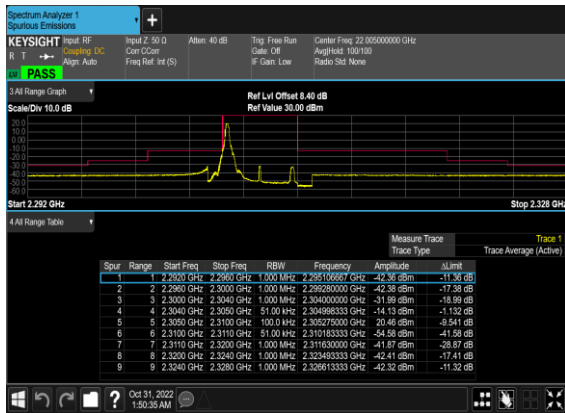 Spectrum Analyzer 1
Spurious Emissions
KEYSIGHT Input: RF Input Z: 50 Ω Atten: 40 dB Trig: Free Run Center Freq: 22.005000000 GHz
R T Coupling: DC Corr CCorr Gate: Off Avg|Hold: 100/100
Align: Auto Freq Ref: Int (S) IF Gain: Low Radio Std: None
PASS
3 All Range Graph
Ref Lvl Offset 8.40 dB
Scale/Div 10.0 dB Ref Value 30.00 dBm
20.0
10.0
0.00
-10.0
-20.0
-30.0
-40.0
-50.0
-60.0
Start 2.292 GHz Stop 2.328 GHz
4 All Range Table
Measure Trace Trace 1
Trace Type Trace Average (Active)
Spur Range Start Freq Stop Freq RBW Frequency Amplitude ΔLimit
1 1 2.2920 GHz 2.2960 GHz 1.000 MHz 2.295106667 GHz -42.36 dBm -11.36 dB
2 2 2.2960 GHz 2.3000 GHz 1.000 MHz 2.299280000 GHz -42.38 dBm -17.38 dB
3 3 2.3000 GHz 2.3040 GHz 1.000 MHz 2.304000000 GHz -31.99 dBm -18.99 dB
4 4 2.3040 GHz 2.3050 GHz 51.00 kHz 2.304998333 GHz -14.13 dBm -1.132 dB
5 5 2.3050 GHz 2.3100 GHz 100.0 kHz 2.305275000 GHz 20.46 dBm -9.541 dB
6 6 2.3100 GHz 2.3110 GHz 51.00 kHz 2.310183333 GHz -54.58 dBm -41.58 dB
7 7 2.3110 GHz 2.3200 GHz 1.000 MHz 2.311630000 GHz -41.87 dBm -28.87 dB
8 8 2.3200 GHz 2.3240 GHz 1.000 MHz 2.323493333 GHz -42.41 dBm -17.41 dB
9 9 2.3240 GHz 2.3280 GHz 1.000 MHz 2.326613333 GHz -42.32 dBm -11.32 dB
Oct 31, 2022
1:50:35 AM